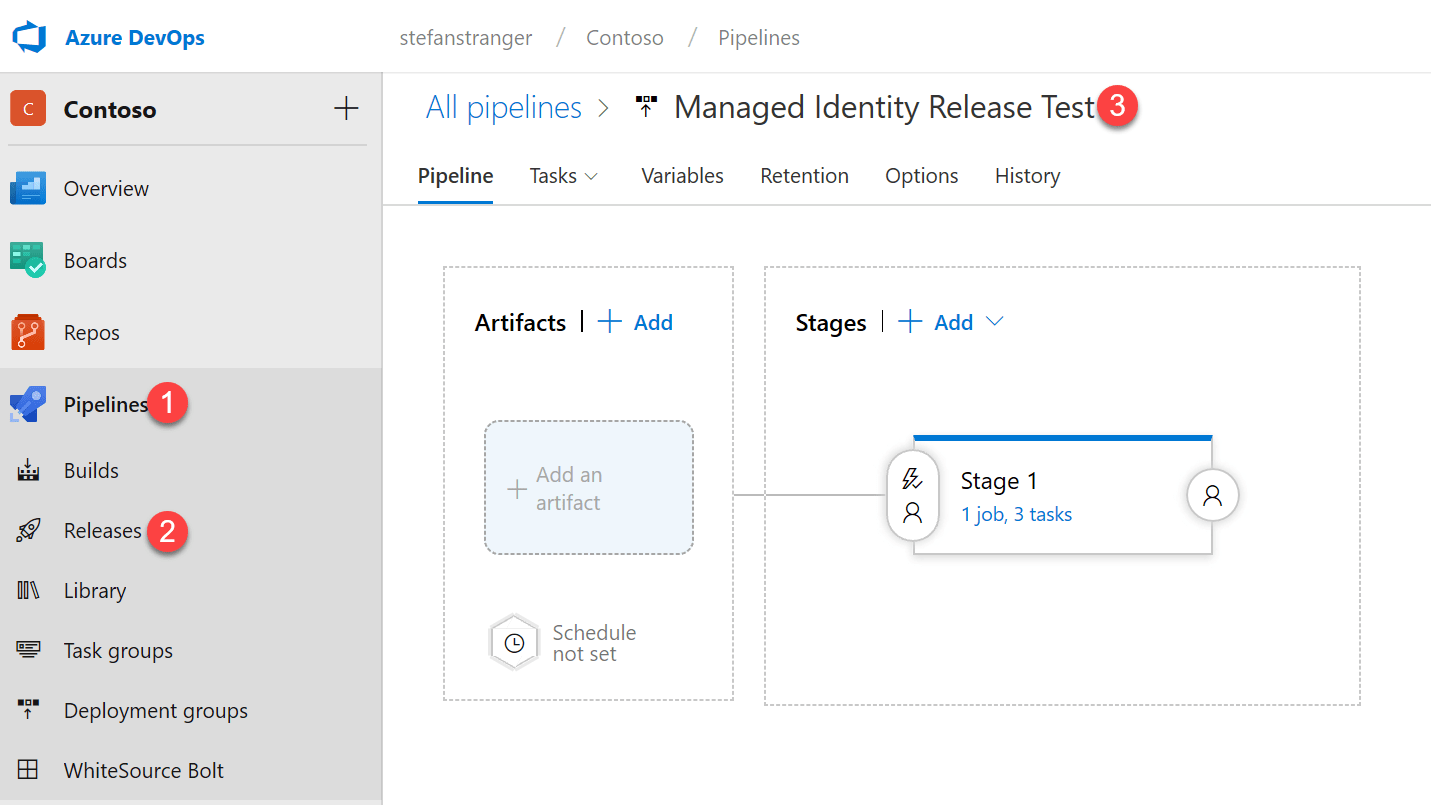 Azure DevOps
stefanstranger / Contoso / Pipelines
C Contoso +
Overview
Boards
Repos
Pipelines 1
Builds
Releases 2
Library
Task groups
Deployment groups
WhiteSource Bolt
All pipelines > Managed Identity Release Test 3
Pipeline Tasks Variables Retention Options History
Artifacts | + Add
+ Add an
artifact
Schedule
not set
Stages | + Add
Stage 1
1 job, 3 tasks